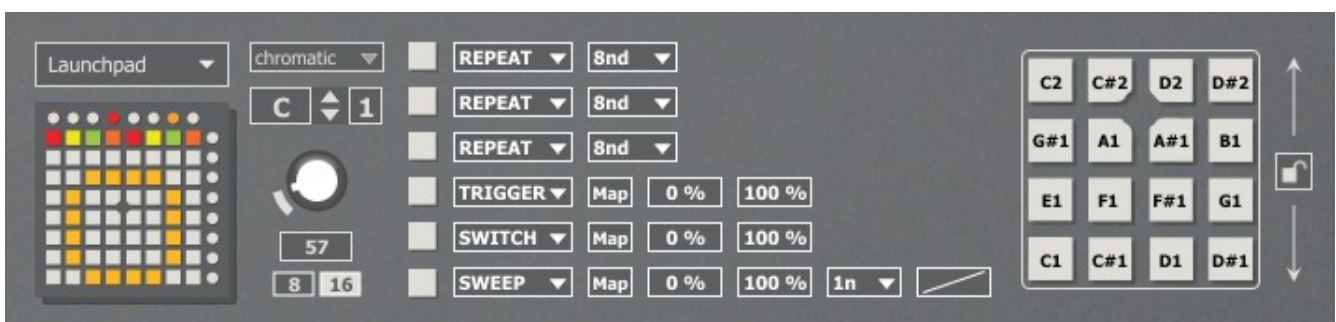 Launchpad
chromatic
C 1
57
8 16
REPEAT 8nd
REPEAT 8nd
REPEAT 8nd
TRIGGER Map 0 % 100 %
SWITCH Map 0 % 100 %
SWEEP Map 0 % 100 % 1n
C2 C#2 D2 D#2
G#1 A1 A#1 B1
E1 F1 F#1 G1
C1 C#1 D1 D#1